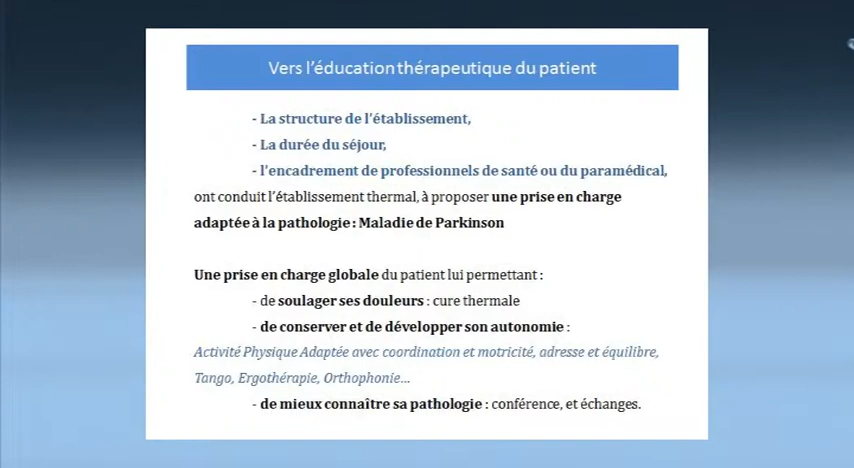 Vers l'éducation thérapeutique du patient
- La structure de l'établissement,
- La durée du séjour,
- l'encadrement de professionnels de santé ou du paramédical,
ont conduit l'établissement thermal, à proposer une prise en charge
adaptée à la pathologie : Maladie de Parkinson
Une prise en charge globale du patient lui permettant :
- de soulager ses douleurs : cure thermale
- de conserver et de développer son autonomie :
Activité Physique Adaptée avec coordination et motricité, adresse et équilibre,
Tango, Ergothérapie, Orthophonie...
- de mieux connaître sa pathologie : conférence, et échanges.